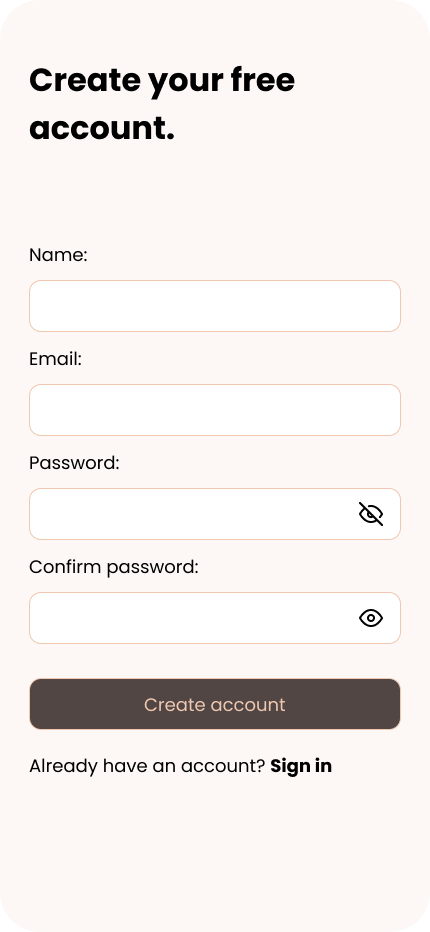 Create your free
account.
Name:
Email:
Password:
Confirm password:
Create account
Already have an account? Sign in